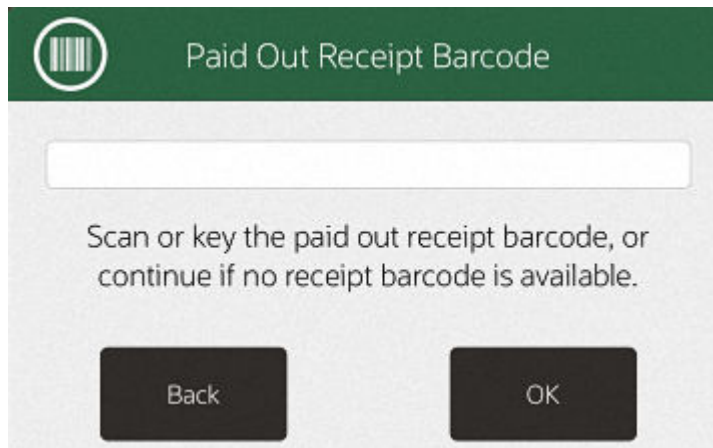 Paid Out Receipt Barcode
Scan or key the paid out receipt barcode, or
continue if no receipt barcode is available.
Back
OK